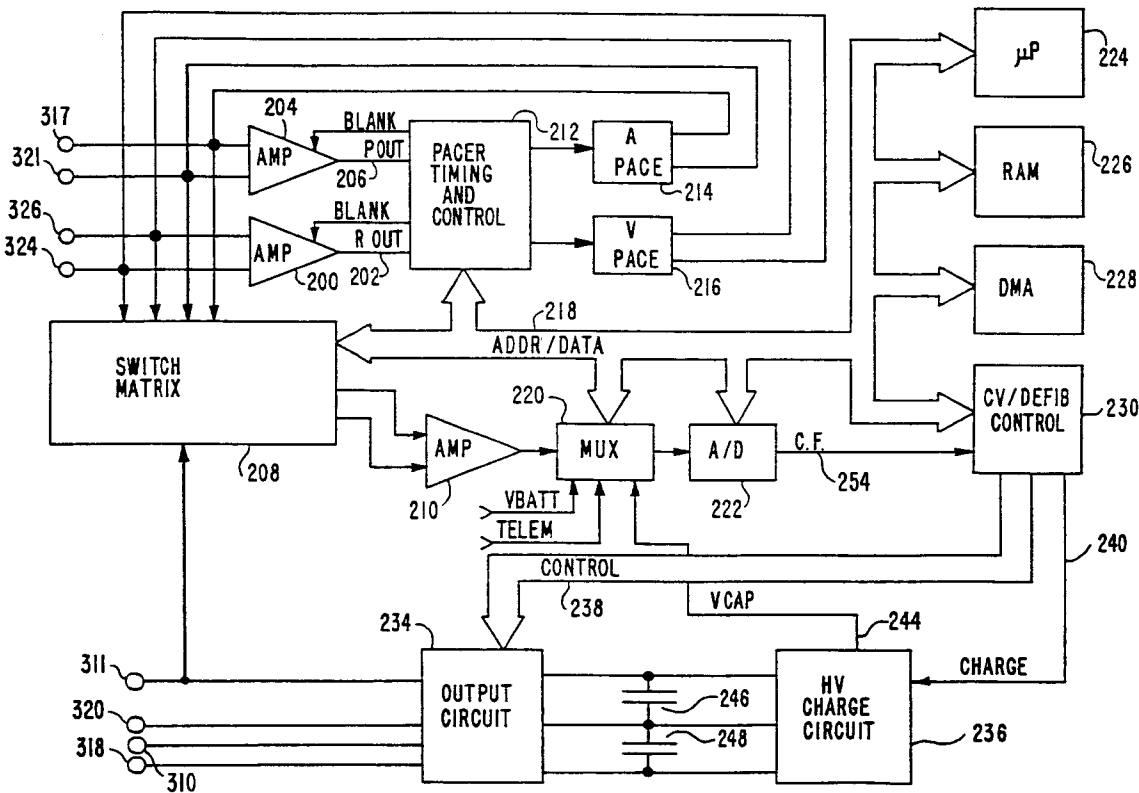 µP
224
317
204
BLANK
212
A
PACE
AMP
P OUT
206
PACER
TIMING
AND
CONTROL
214
RAM
226
321
326
BLANK
V
PACE
324
AMP
R OUT
200
202
216
DMA
228
218
ADDR/DATA
SWITCH
MATRIX
220
CV/DEFIB
CONTROL
230
AMP
MUX
A/D
C.F.
208
210
222
254
VBATT
TELEM
240
CONTROL
238
VCAP
234
244
311
CHARGE
OUTPUT
CIRCUIT
246
HV
CHARGE
CIRCUIT
320
248
236
318
310